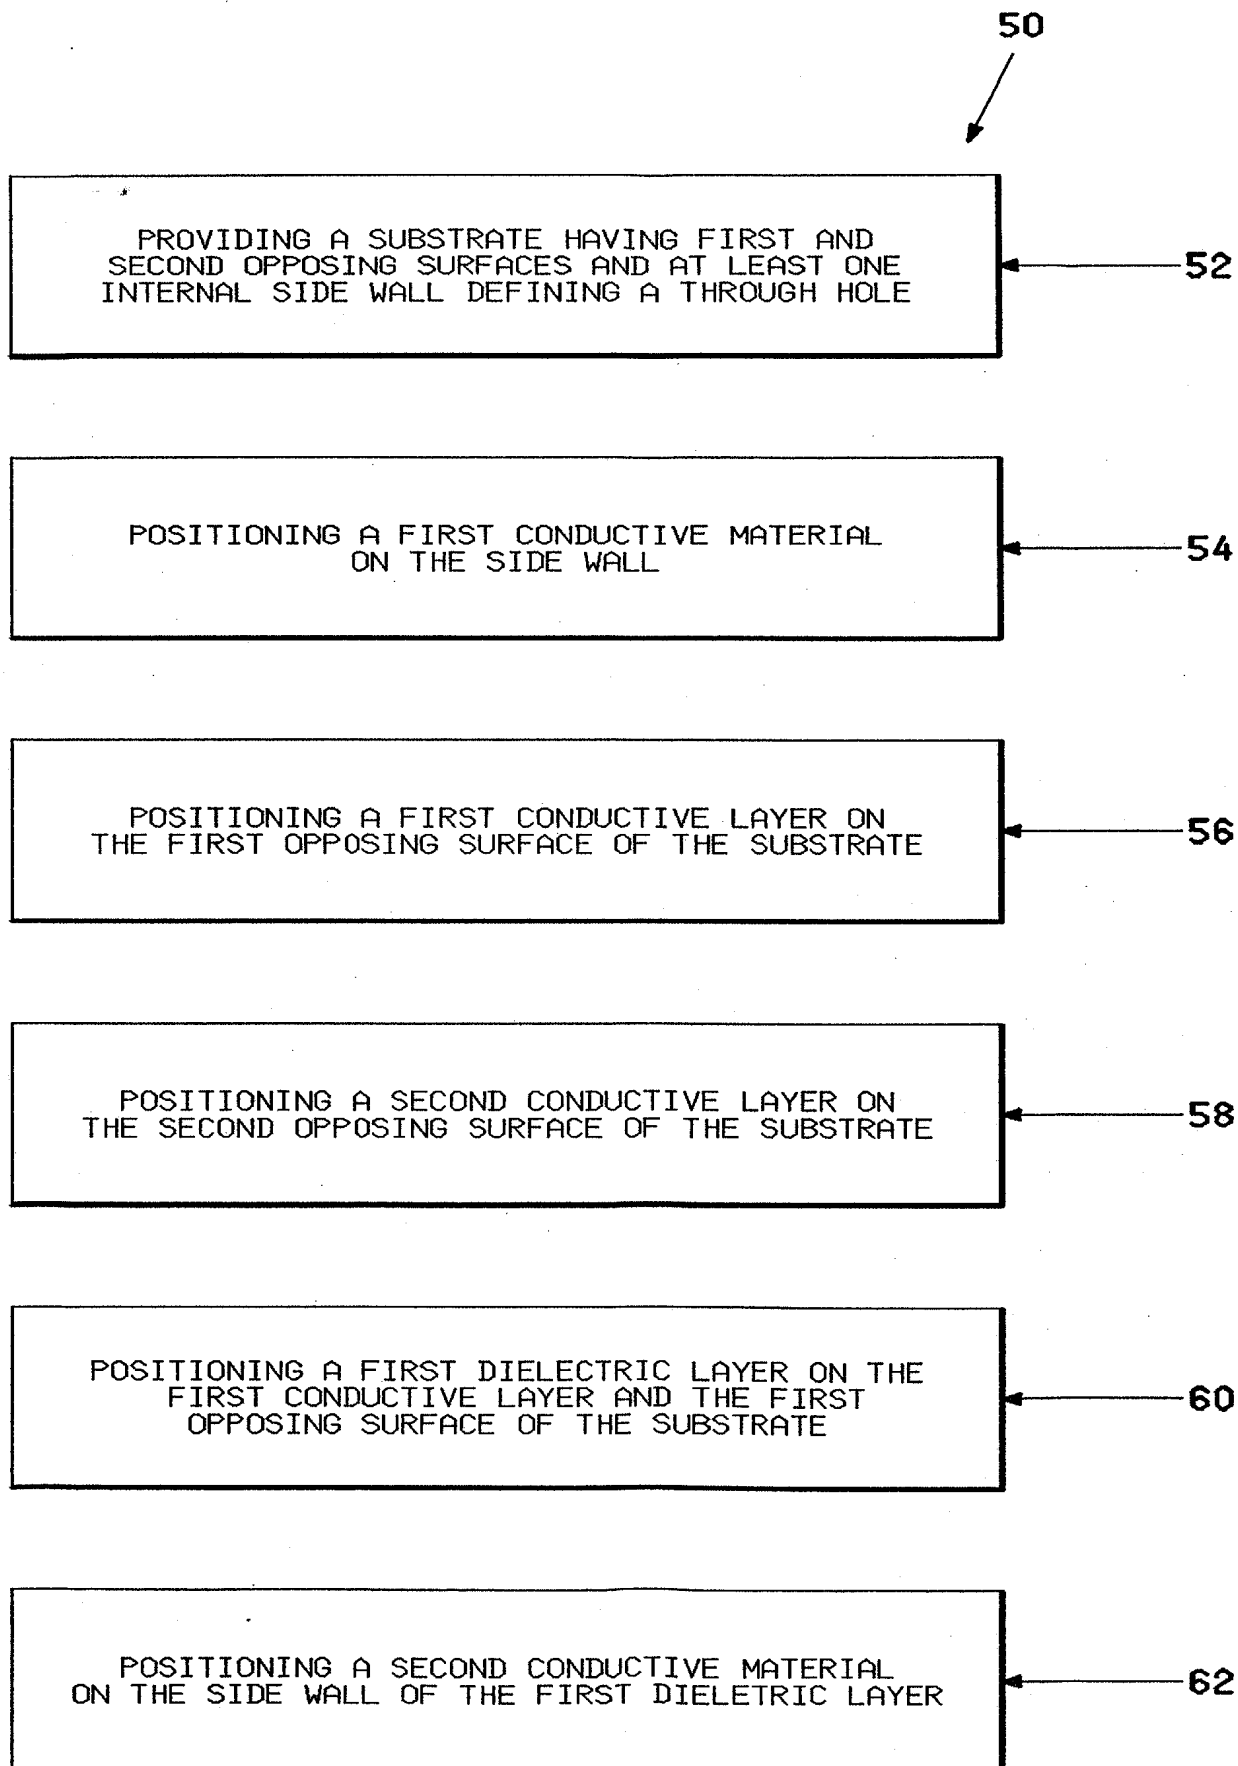 50
PROVIDING A SUBSTRATE HAVING FIRST AND
SECOND OPPOSING SURFACES AND AT LEAST ONE
INTERNAL SIDE WALL DEFINING A THROUGH HOLE
52
POSITIONING A FIRST CONDUCTIVE MATERIAL
ON THE SIDE WALL
54
POSITIONING A FIRST CONDUCTIVE LAYER ON
THE FIRST OPPOSING SURFACE OF THE SUBSTRATE
56
POSITIONING A SECOND CONDUCTIVE LAYER ON
THE SECOND OPPOSING SURFACE OF THE SUBSTRATE
58
POSITIONING A FIRST DIELECTRIC LAYER ON THE
FIRST CONDUCTIVE LAYER AND THE FIRST
OPPOSING SURFACE OF THE SUBSTRATE
60
POSITIONING A SECOND CONDUCTIVE MATERIAL
ON THE SIDE WALL OF THE FIRST DIELETRIC LAYER
62